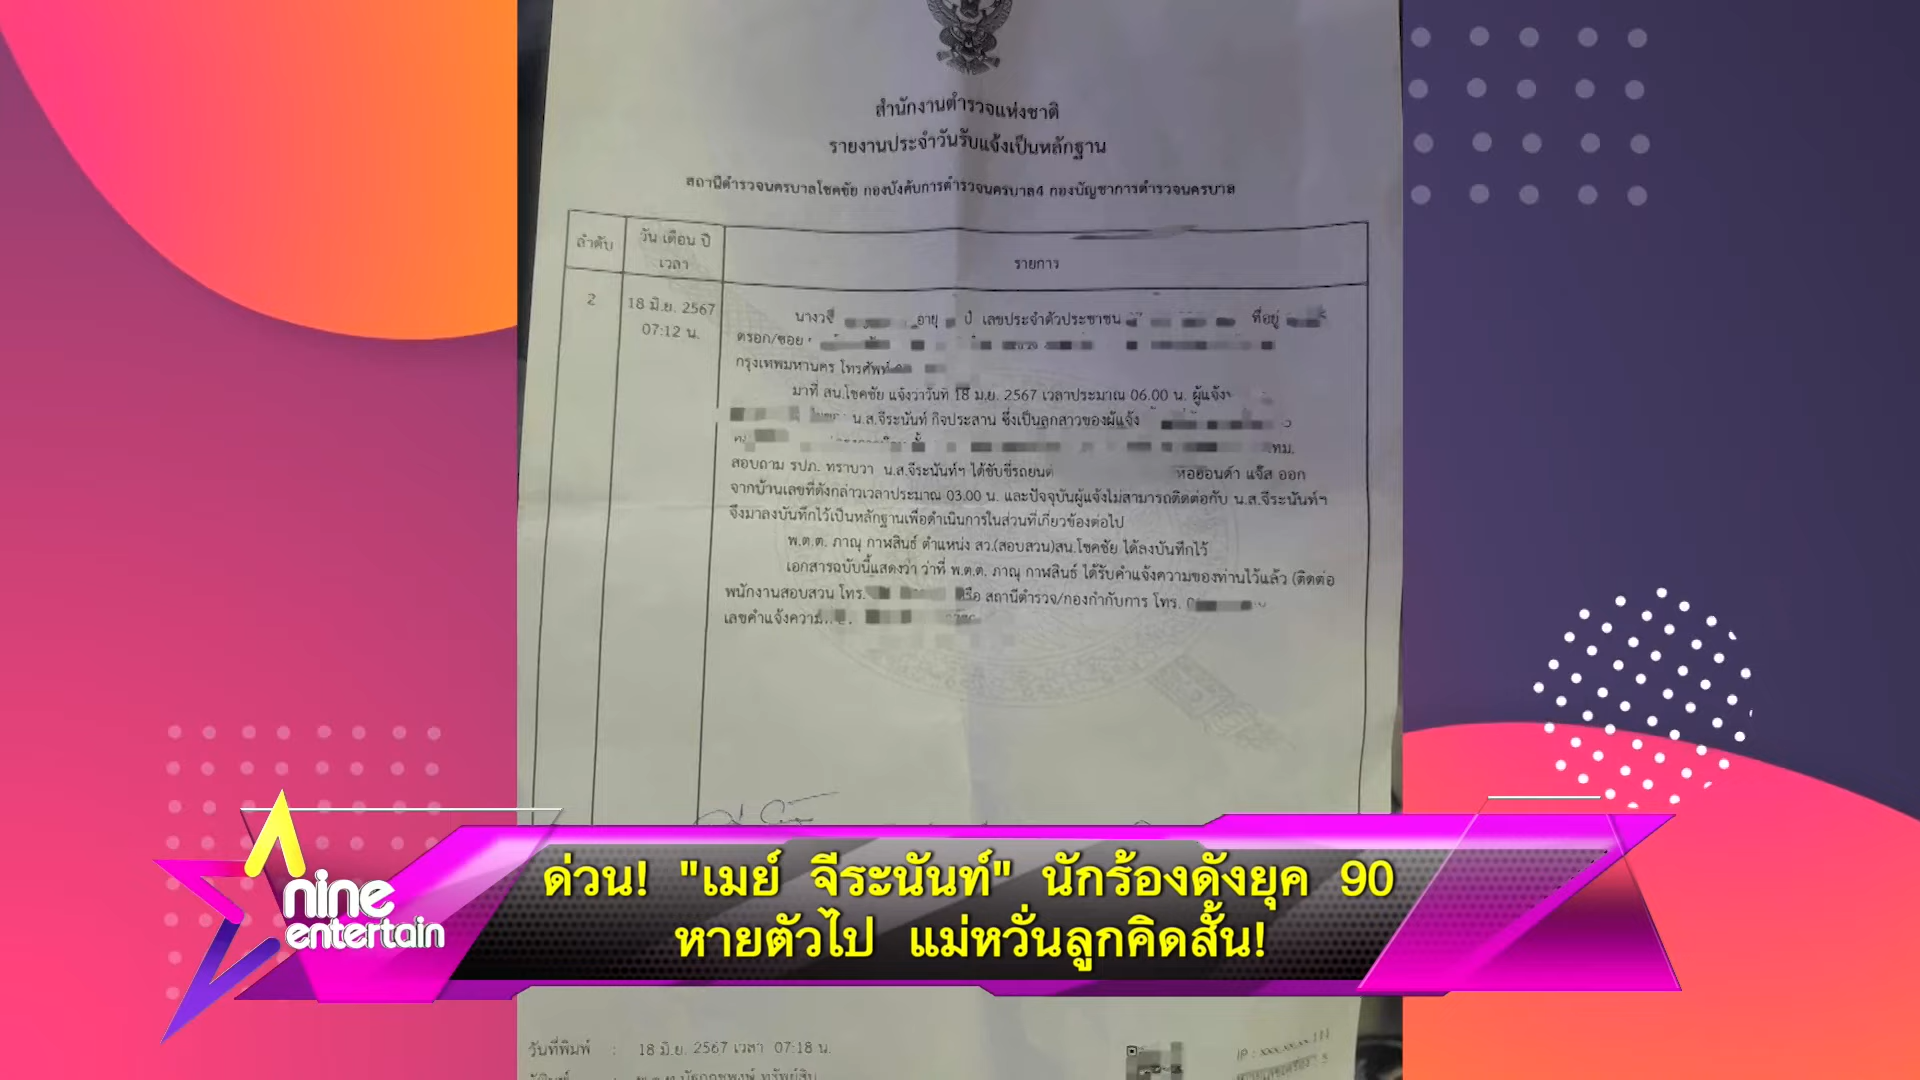 สำนักงานตำรวจแห่งชาติ
รายงานประจำวันรับแจ้งเป็นหลักฐาน
สถานีตำรวจนครบาลโชคชัย กองบังคับการตำรวจนครบาล4 กองบัญชาการตำรวจนครบาล
ลำดับ
วัน เดือน ปี
เวลา
รายการ
2
18 มิ.ย. 2567
07:12 น.
นางวชิ อายุ ปี เลขประจำตัวประชาชน ที่อยู่
ตรอก/ซอย
กรุงเทพมหานคร โทรศัพท์
มาที่ สน.โชคชัย แจ้งว่าวันที่ 18 ม.ย. 2567 เวลาประมาณ 06.00 น. ผู้แจ้ง
น.ส.จีระนันท์ กิจประสาน ซึ่งเป็นลูกสาวของผู้แจ้ง
กทม.
สอบถาม รปภ. ทราบวา น.ส.จีระนันท์ฯ ได้ขับขี่รถยนต์ ฮอนด้า แจ๊ส ออก
จากบ้านเลขที่ดังกล่าวเวลาประมาณ 03.00 น. และปัจจุบันผู้แจ้งไม่สามารถติดต่อกับ น.ส.จีระนันท์ฯ
จึงมาลงบันทึกไว้เป็นหลักฐานเพื่อดำเนินการในส่วนที่เกี่ยวข้องต่อไป
พ.ต.ต. ภาณุ กาฬสินธ์ ตำแหน่ง สว.(สอบสวน)สน.โชคชัย ได้ลงบันทึกไว้
เอกสารฉบับนี้แสดงว่า ว่าที่ พ.ต.ต. ภาณุ กาฬสินธ์ ได้รับคำแจ้งความของท่านไว้แล้ว (ติดต่อ
พนักงานสอบสวน โทร. หรือ สถานีตำรวจ/กองกำกับการ โทร.
เลขคำแจ้งความ
nine
entertain
ด่วน! "เมย์ จีระนันท์" นักร้องดังยุค 90
หายตัวไป แม่หวั่นลูกคิดสั้น!
วันที่พิมพ์ : 18 มิ.ย. 2567 เวลา 07:18 น.
IP : xxx.xx.xx.111